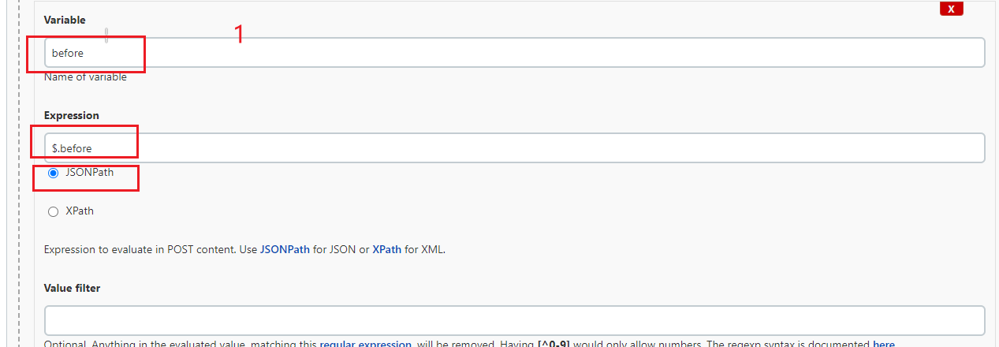 X
Variable
1
before
Name of variable
Expression
$.before
JSONPath
XPath
Expression to evaluate in POST content. Use JSONPath for JSON or XPath for XML.
Value filter
Optional. Anything in the evaluated value, matching this regular expression, will be removed. Having [^0-9] would only allow numbers. The regexp syntax is documented here